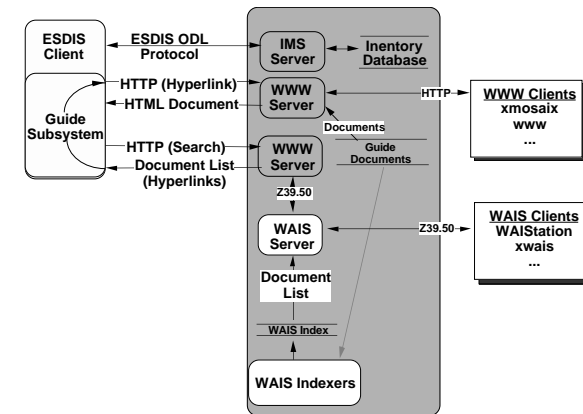 ESDIS
Client
ESDIS ODL
Protocol
IMS
Server
Inentory
Database
HTTP (Hyperlink)
HTML Document
WWW
Server
HTTP
WWW Clients
xmosaix
www
...
Guide
Subsystem
Documents
HTTP (Search)
Document List
(Hyperlinks)
WWW
Server
Guide
Documents
Z39.50
WAIS
Server
Z39.50
WAIS Clients
WAIStation
xwais
...
Document
List
WAIS Index
WAIS Indexers